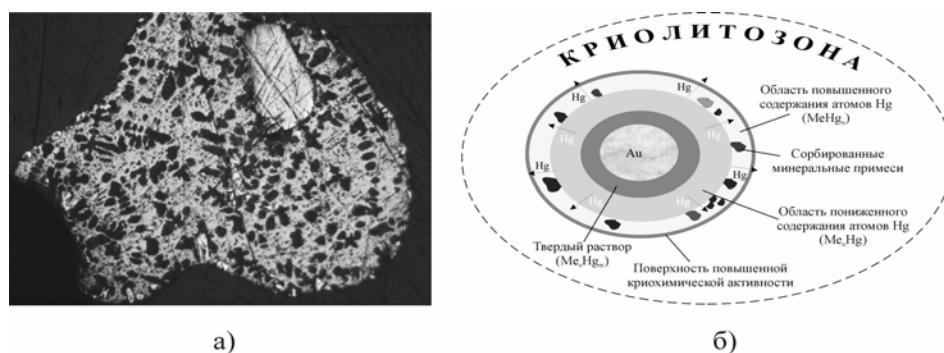 КРИОЛИТОЗОНА
Hg
Hg
Hg
Hg
Hg
Hg
Hg
Hg
Au
Область повышенного
содержания атомов Hg
(MeHgn)
Сорбированные
минеральные примеси
Область пониженного
содержания атомов Hg
(MenHg)
Твердый раствор
(MenHgm)
Поверхность повышенной
криохимической активности
а)
б)